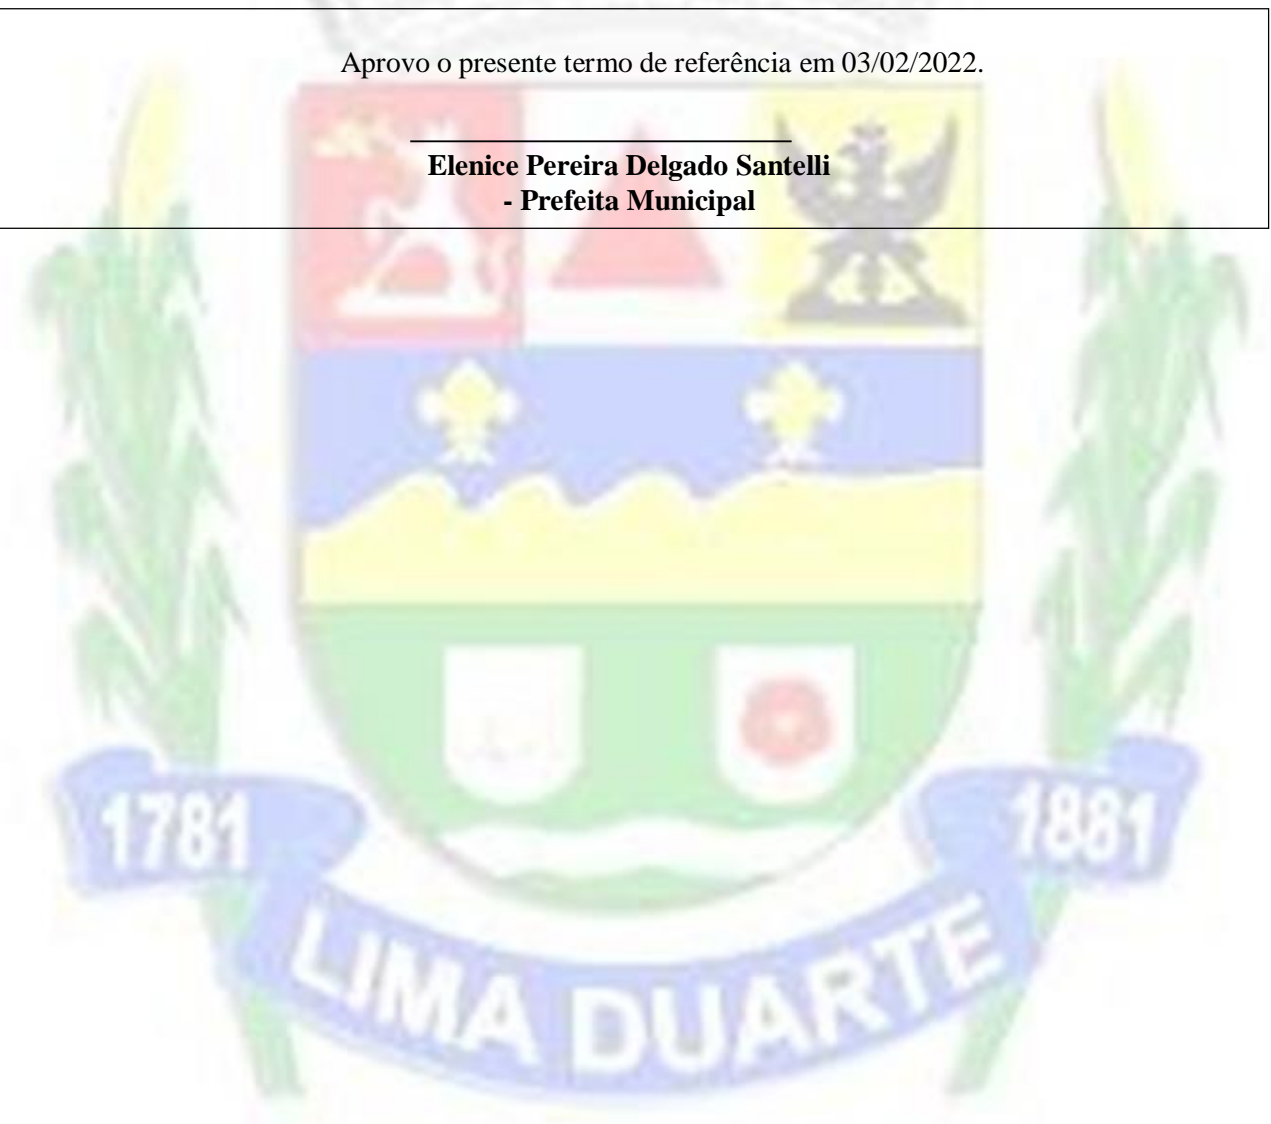 Aprovo o presente termo de referência em 03/02/2022.
Elenice Pereira Delgado Santelli
- Prefeita Municipal
1781
1881
LIMA DUARTE